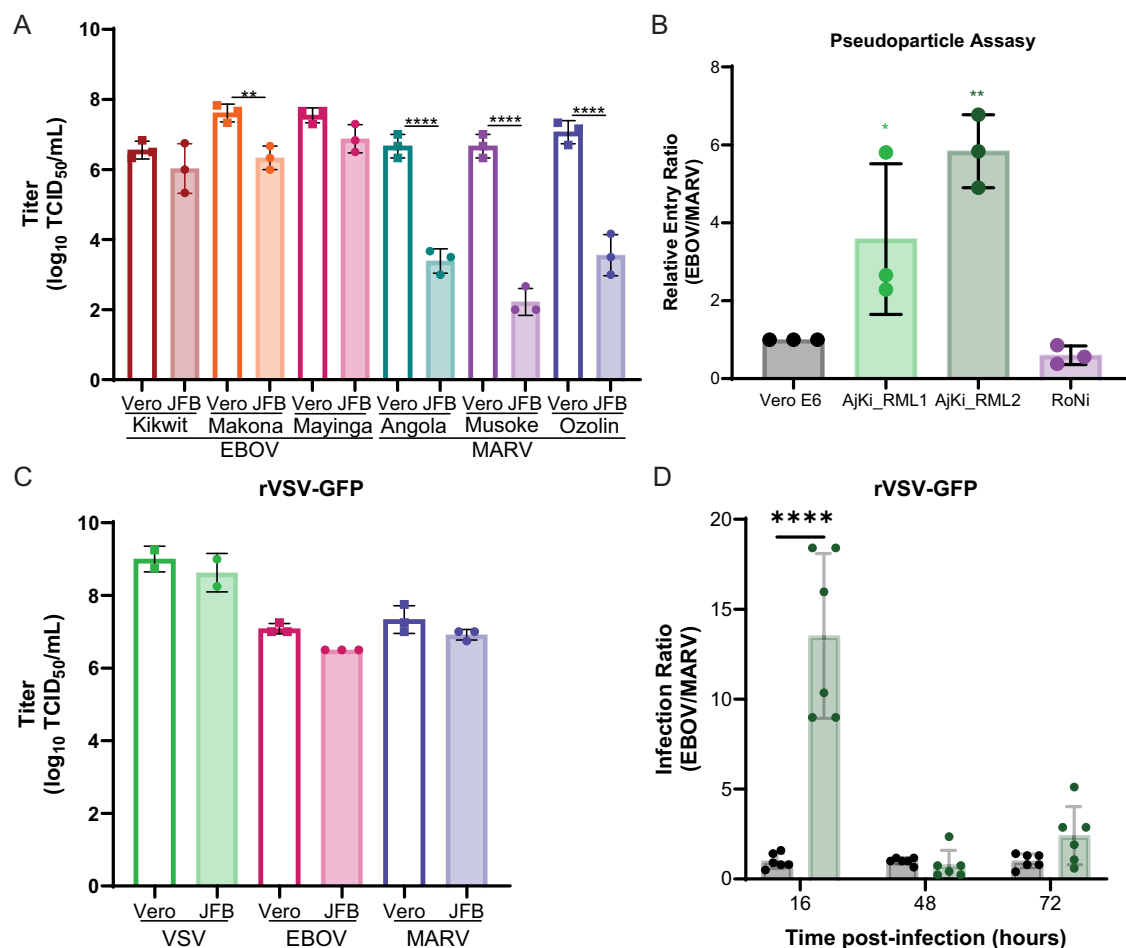 A
10
8
6
4
2
0
Titer
(log10 TCID50/mL)
**
****
****
****
Vero JFB Vero JFB Vero JFB Vero JFB Vero JFB Vero JFB
Kikwit Makona Mayinga Angola Musoke Ozolin
EBOV MARV
B
Pseudoparticle Assasy
8
6
4
2
0
Relative Entry Ratio
(EBOV/MARV)
*
**
Vero E6 AjKi_RML1 AjKi_RML2 RoNi
C
rVSV-GFP
10
8
6
4
2
0
Titer
(log10 TCID50/mL)
Vero JFB Vero JFB Vero JFB
VSV EBOV MARV
D
rVSV-GFP
20
15
10
5
0
Infection Ratio
(EBOV/MARV)
****
16 48 72
Time post-infection (hours)